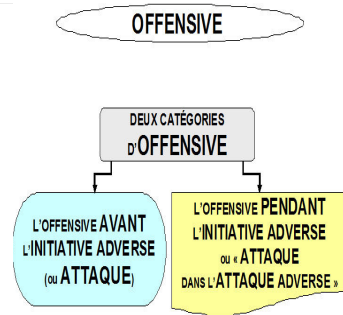 OFFENSIVE
DEUX CATÉGORIES
D'OFFENSIVE
L'OFFENSIVE AVANT
L'INITIATIVE ADVERSE
(OU ATTAQUE)
L'OFFENSIVE PENDANT
L'INITIATIVE ADVERSE
OU « ATTAQUE
DANS L'ATTAQUE ADVERSE »